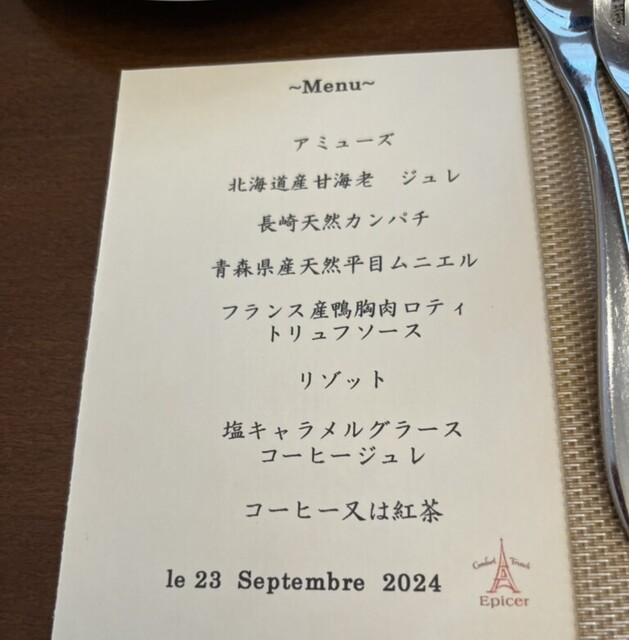 ~Menu~
アミューズ
北海道産甘海老　ジュレ
長崎天然カンパチ
青森県産天然平目ムニエル
フランス産鴨胸肉ロティ
トリュフソース
リゾット
塩キャラメルグラース
コーヒージュレ
コーヒー又は紅茶
le 23 Septembre 2024
Epicer